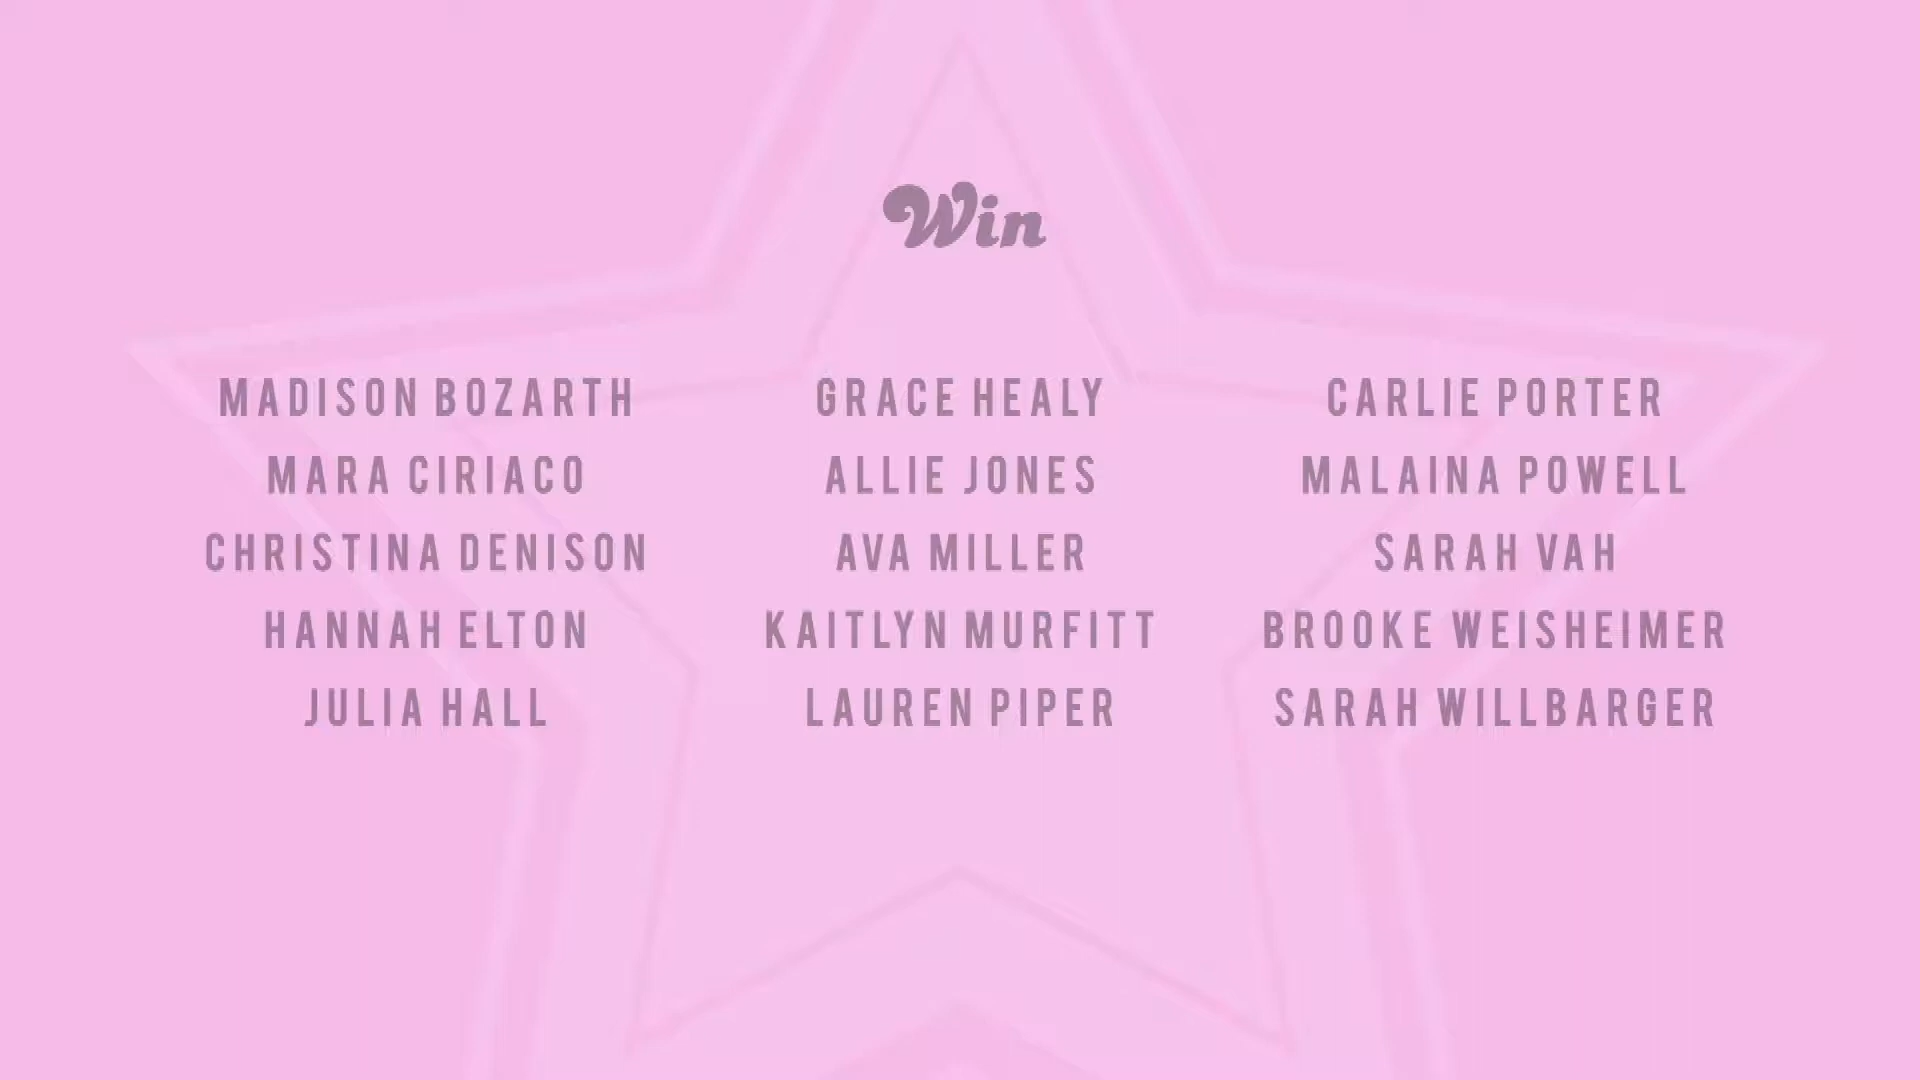 Win
MADISON BOZARTH
MARA CIRIACO
CHRISTINA DENISON
HANNAH ELTON
JULIA HALL
GRACE HEALY
ALLIE JONES
AVA MILLER
KAITLYN MURFITT
LAUREN PIPER
CARLIE PORTER
MALAINA POWELL
SARAH VAH
BROOKE WEISHEIMER
SARAH WILLBARGER